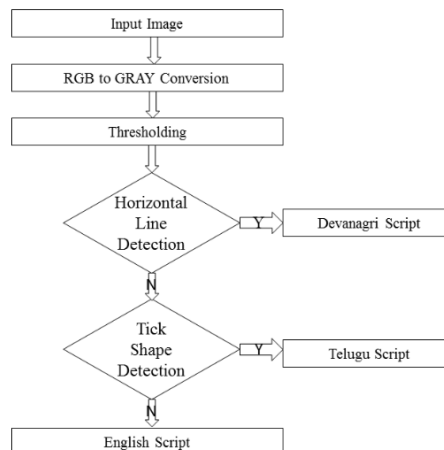 Input Image
RGB to GRAY Conversion
Thresholding
Horizontal
Line
Detection
Y
Devanagri Script
N
Tick
Shape
Detection
Y
Telugu Script
N
English Script